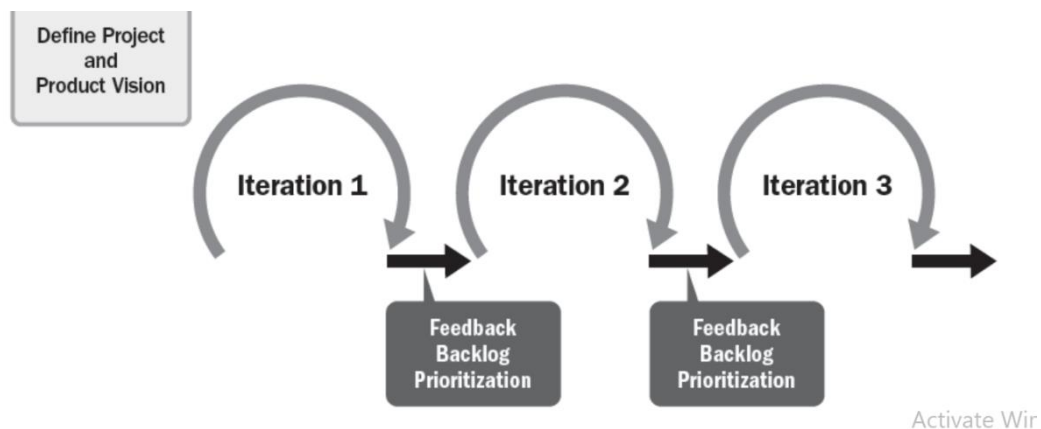 Define Project
and
Product Vision
Iteration 1
Iteration 2
Iteration 3
Feedback
Backlog
Prioritization
Feedback
Backlog
Prioritization
Activate Wir